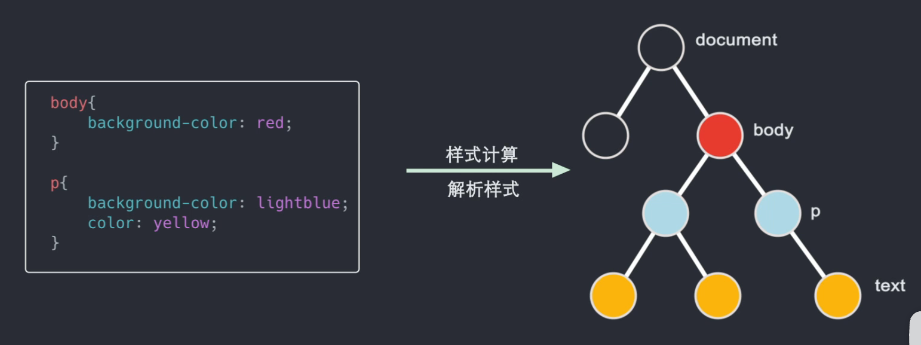 body{
    background-color: red;
}
p{
    background-color: lightblue;
    color: yellow;
}
样式计算
解析样式
document
body
p
text